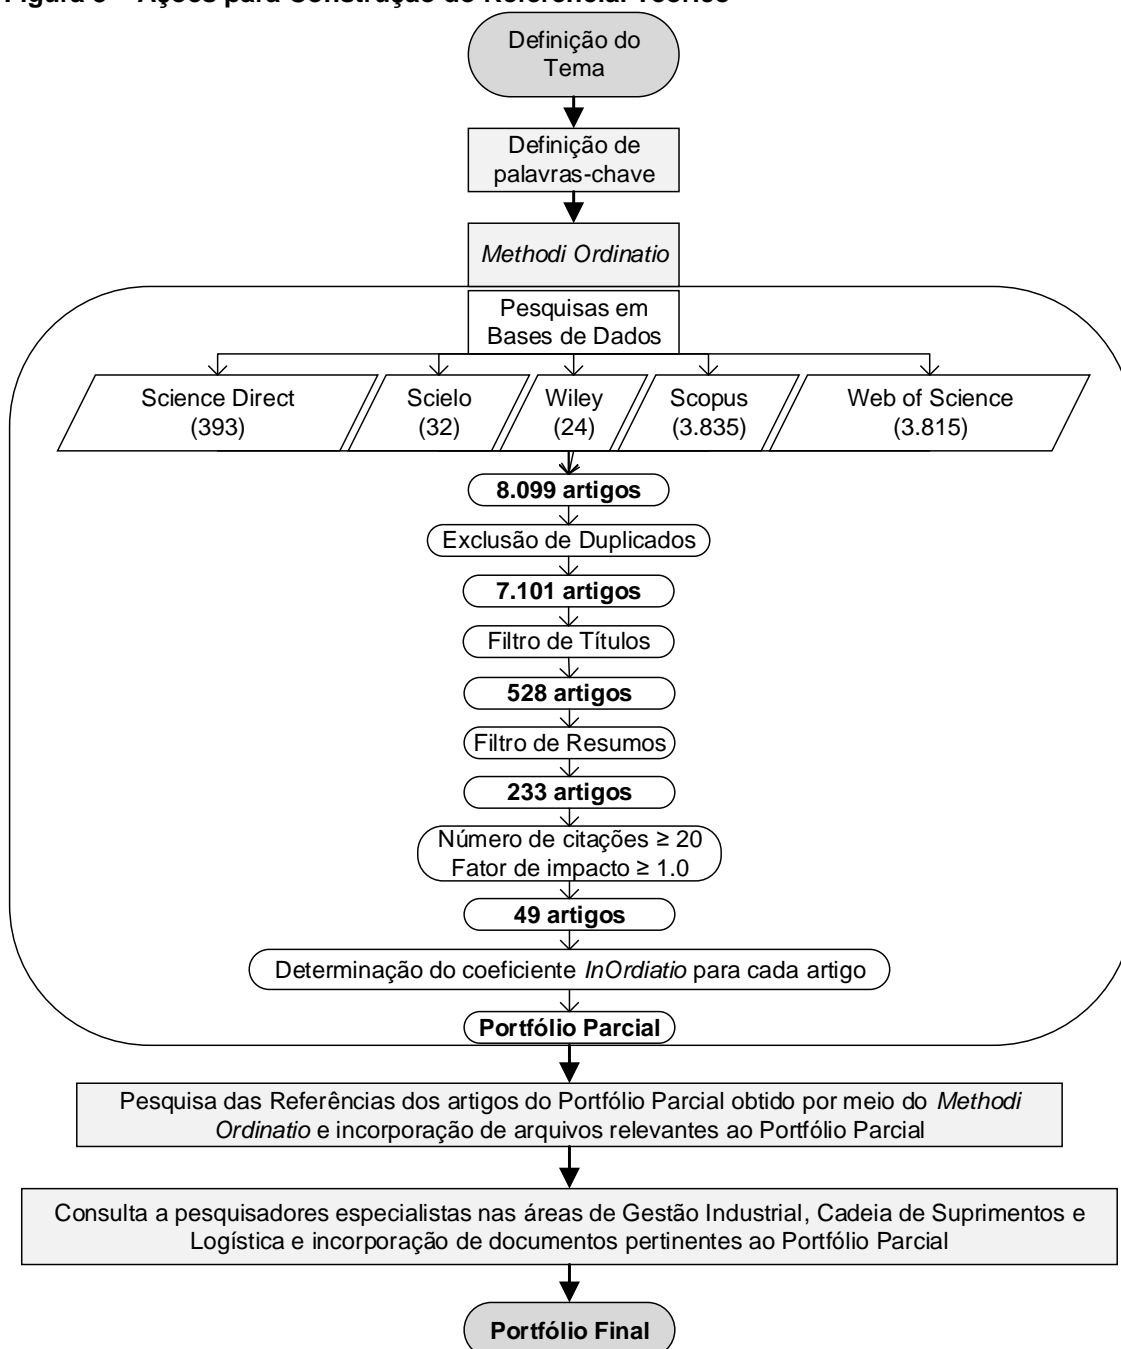 Figura 3 – Ações para Construção do Referencial Teórico
Definição do
Tema
Definição de
palavras-chave
Methodi Ordinatio
Pesquisas em
Bases de Dados
Science Direct
(393)
Scielo
(32)
Wiley
(24)
Scopus
(3.835)
Web of Science
(3.815)
8.099 artigos
Exclusão de Duplicados
7.101 artigos
Filtro de Títulos
528 artigos
Filtro de Resumos
233 artigos
Número de citações ≥ 20
Fator de impacto ≥ 1.0
49 artigos
Determinação do coeficiente InOrdiatio para cada artigo
Portfólio Parcial
Pesquisa das Referências dos artigos do Portfólio Parcial obtido por meio do Methodi
Ordinatio e incorporação de arquivos relevantes ao Portfólio Parcial
Consulta a pesquisadores especialistas nas áreas de Gestão Industrial, Cadeia de Suprimentos e
Logística e incorporação de documentos pertinentes ao Portfólio Parcial
Portfólio Final